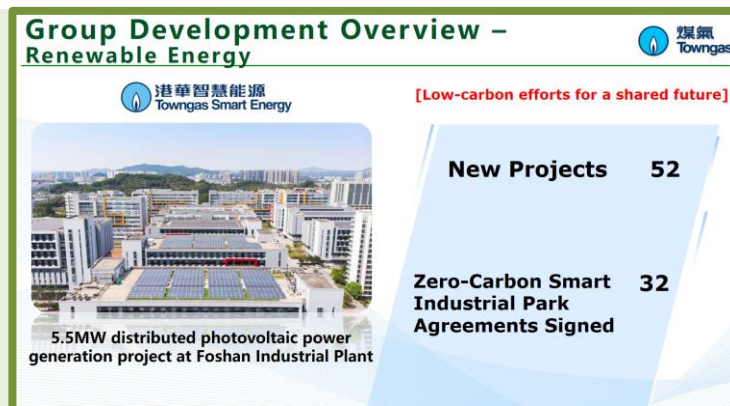 Group Development Overview –
Renewable Energy
煤氣
Towngas
港華智慧能源
Towngas Smart Energy
[Low-carbon efforts for a shared future]
5.5MW distributed photovoltaic power
generation project at Foshan Industrial Plant
New Projects 52
Zero-Carbon Smart 32
Industrial Park
Agreements Signed